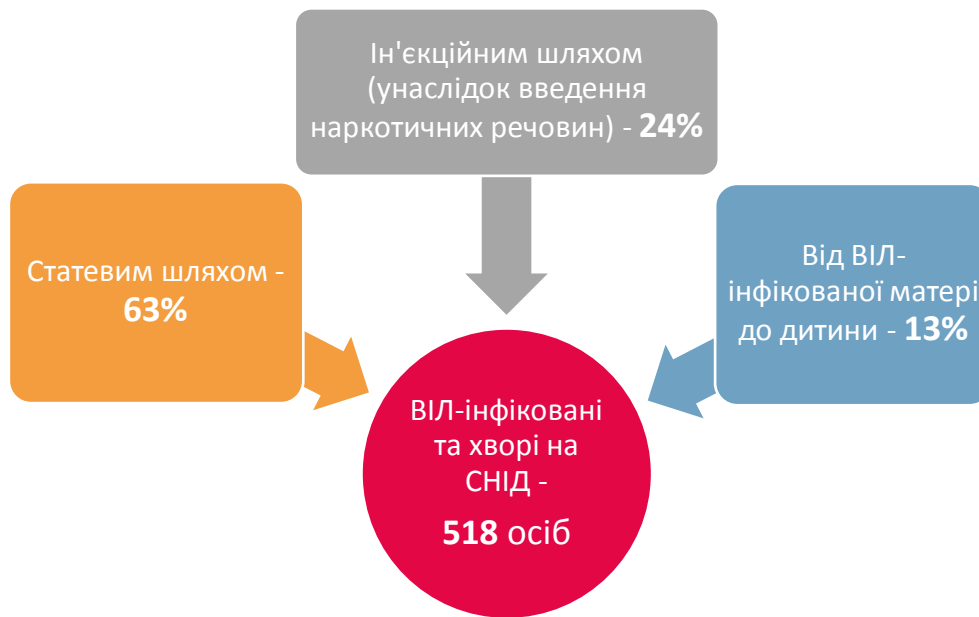 Ін'єкційним шляхом
(унаслідок введення
наркотичних речовин) - 24%
Статевим шляхом -
63%
Від ВІЛ-
інфікованої матері
до дитини - 13%
ВІЛ-інфіковані
та хворі на
СНІД -
518 осіб